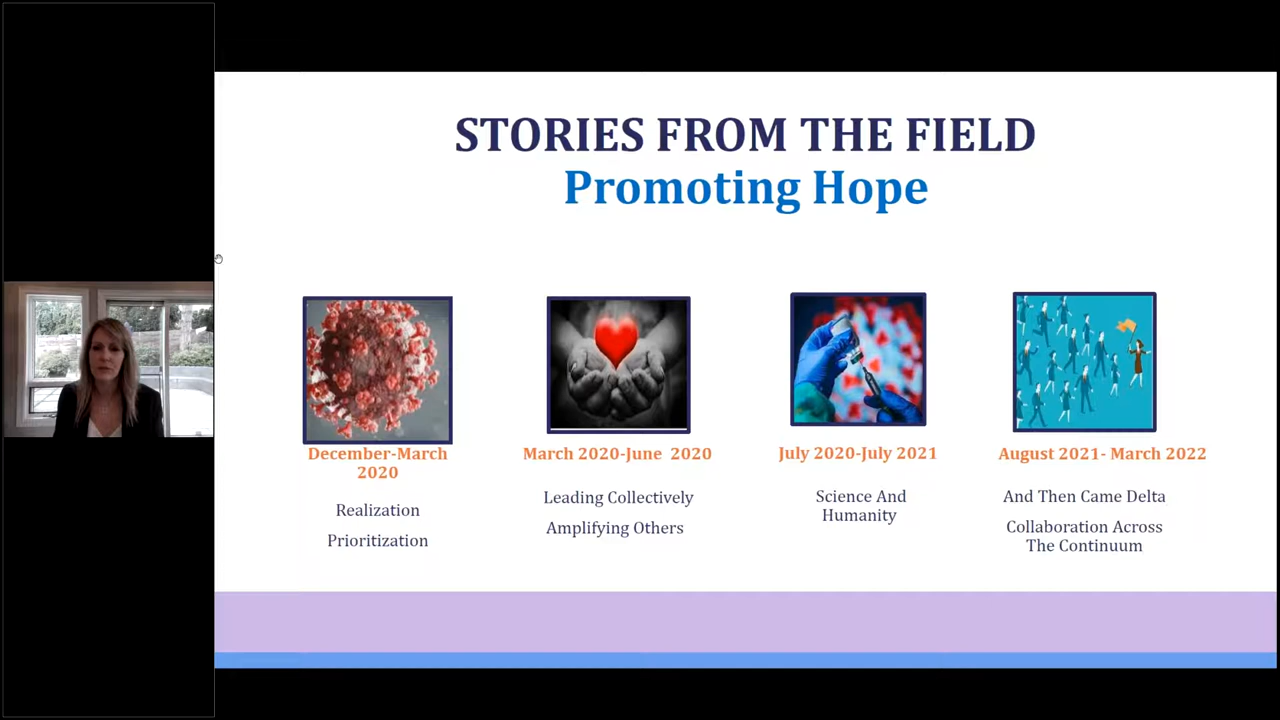 STORIES FROM THE FIELD
Promoting Hope
December-March
2020
Realization
Prioritization
March 2020-June 2020
Leading Collectively
Amplifying Others
July 2020-July 2021
Science And
Humanity
August 2021- March 2022
And Then Came Delta
Collaboration Across
The Continuum